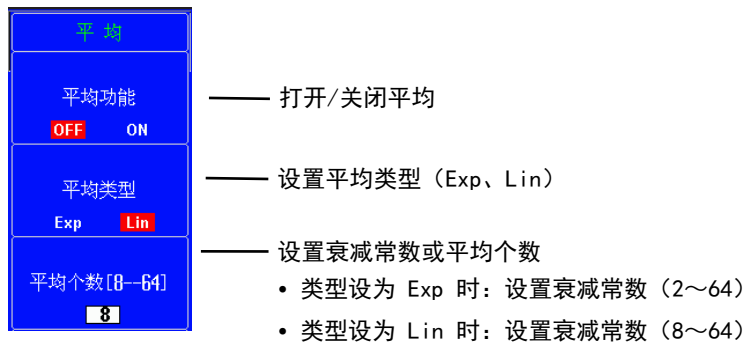 平 均
平均功能
OFF ON
打开/关闭平均
平均类型
Exp Lin
设置平均类型（Exp、Lin）
平均个数[8--64]
8
设置衰减常数或平均个数
• 类型设为 Exp 时：设置衰减常数（2～64）
• 类型设为 Lin 时：设置衰减常数（8～64）